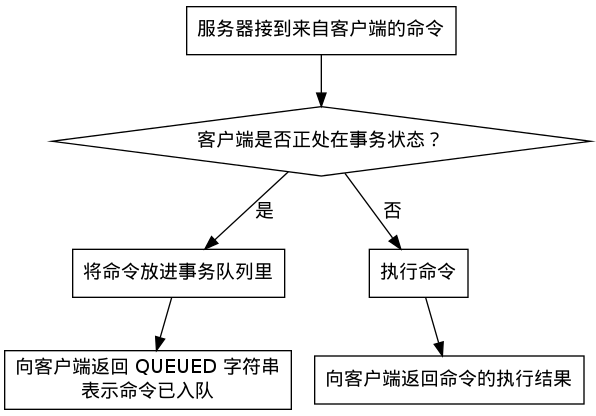 服务器接到来自客户端的命令
客户端是否正处在事务状态？
是
否
将命令放进事务队列里
执行命令
向客户端返回 QUEUED 字符串
表示命令已入队
向客户端返回命令的执行结果